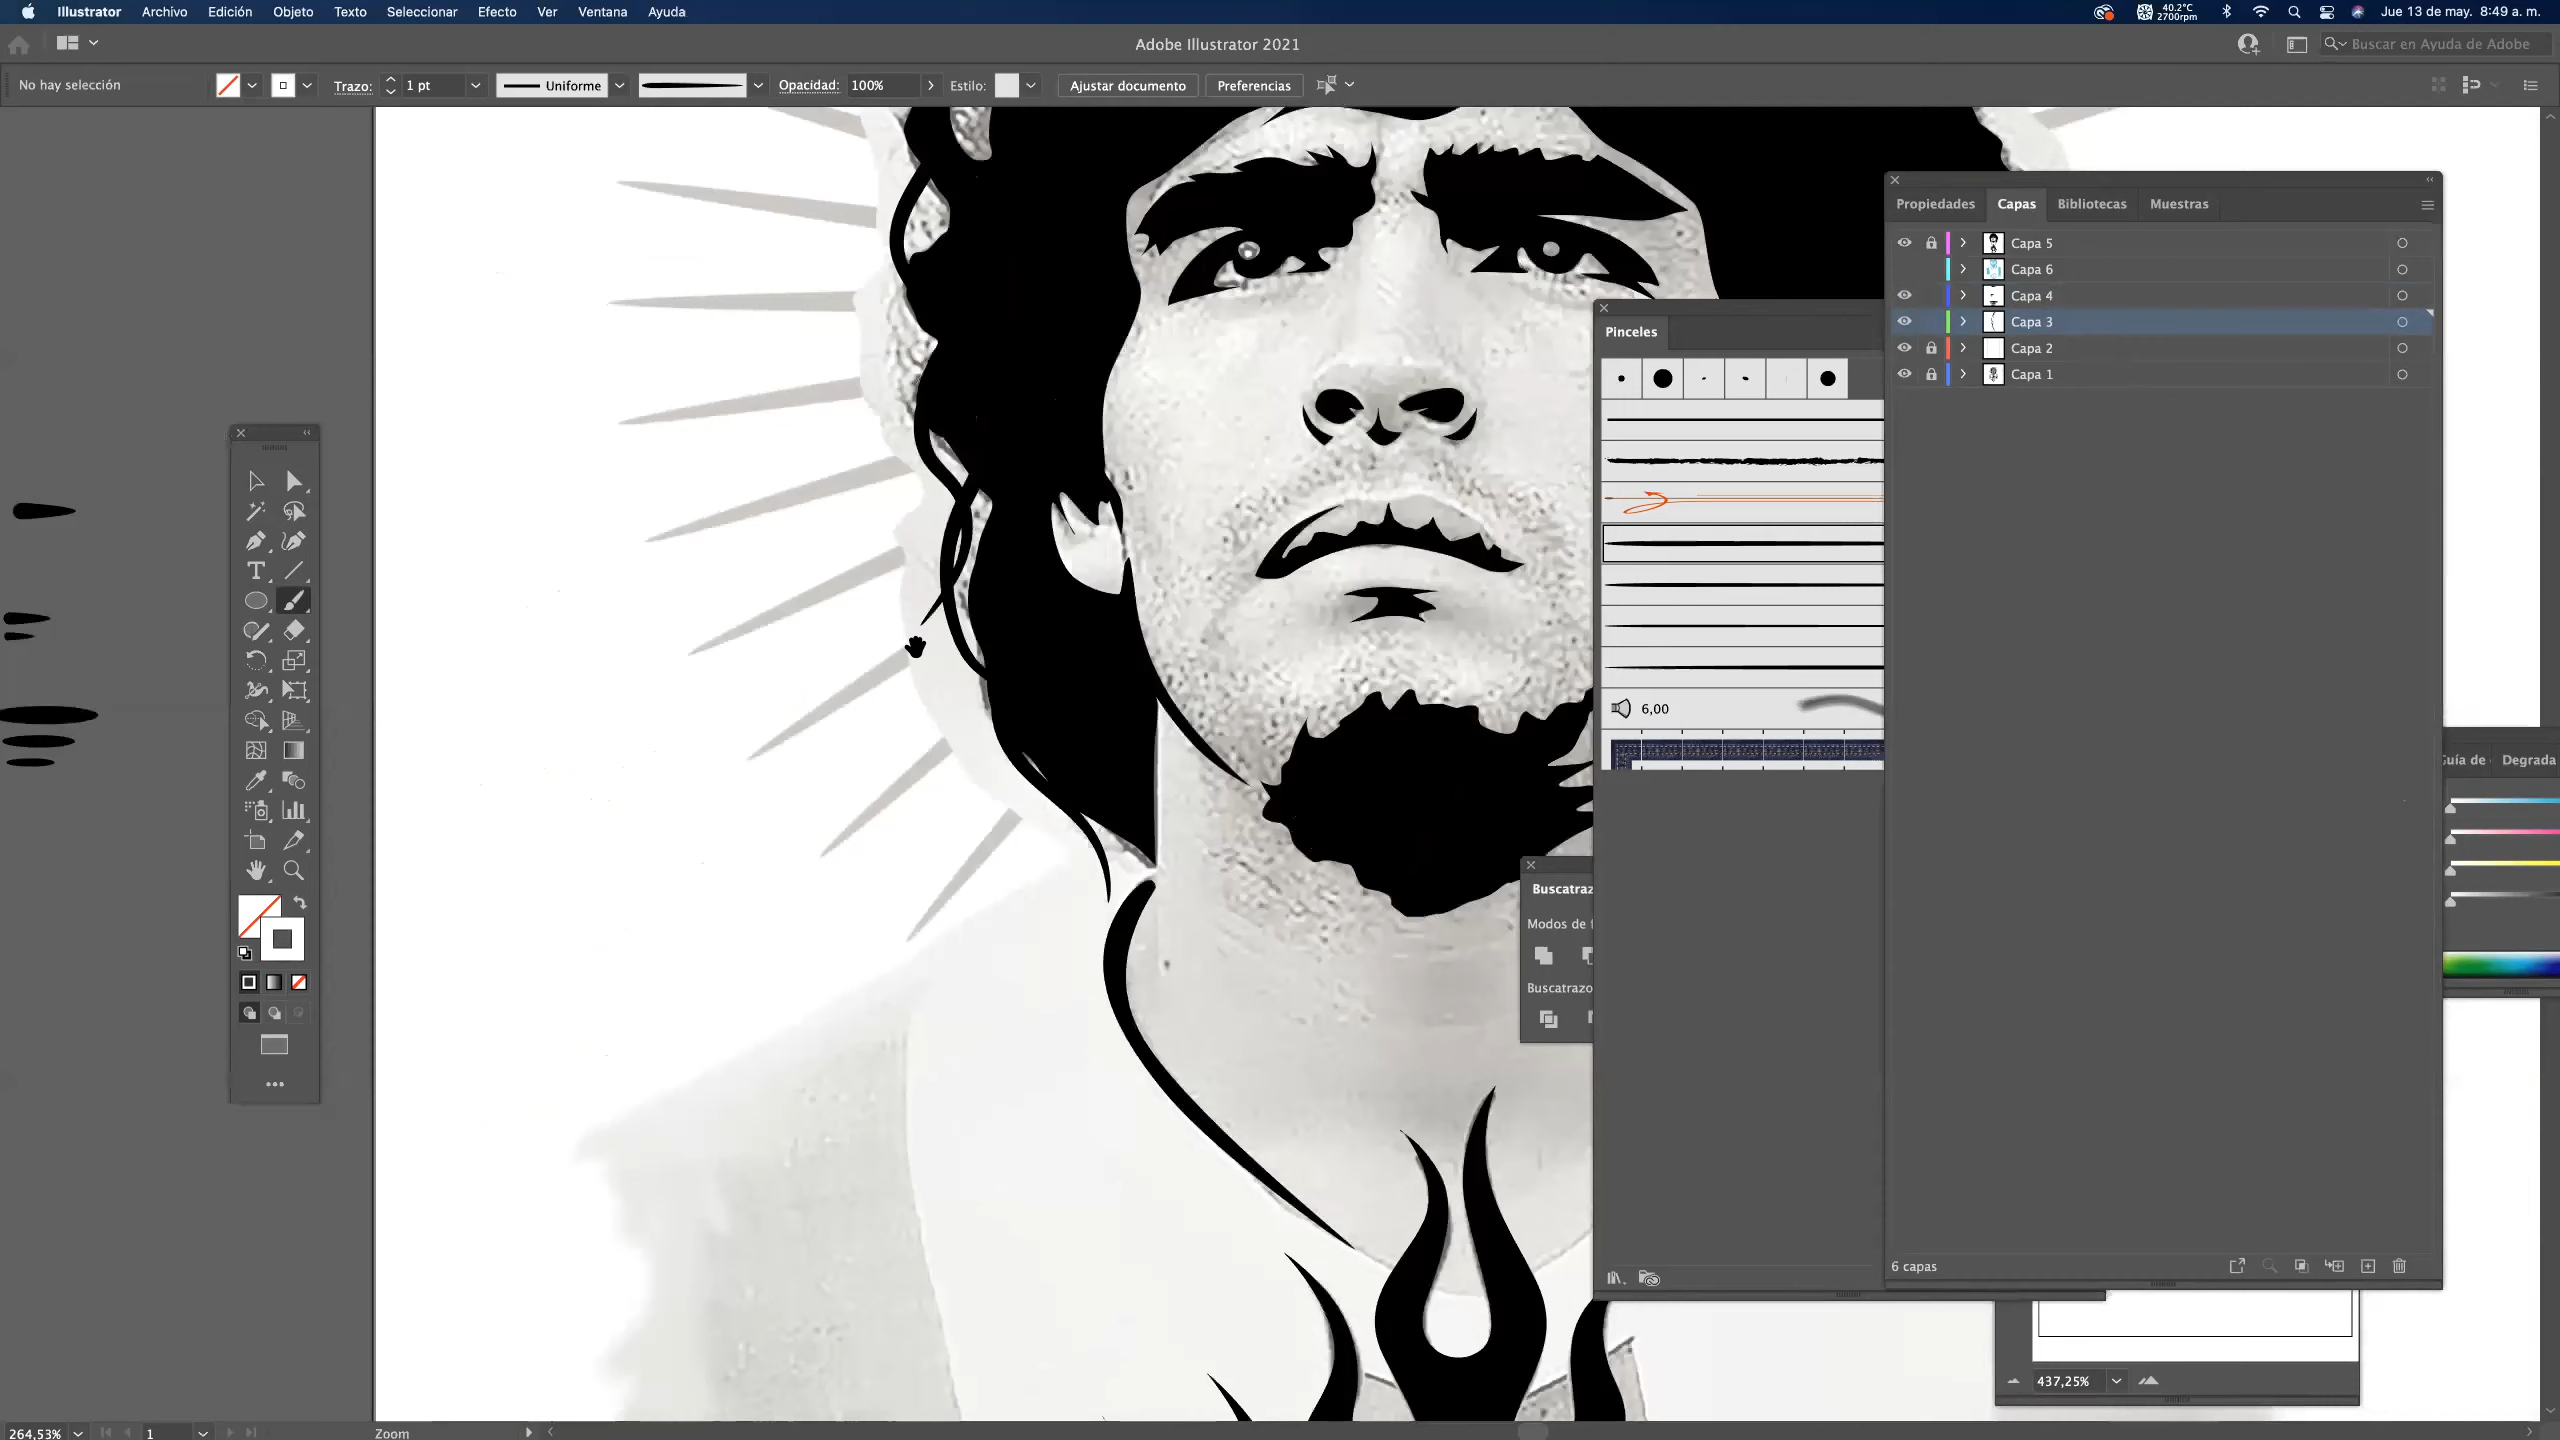 Illustrator Archivo Edición Objeto Texto Seleccionar Efecto Ver Ventana Ayuda
40.2°C
2700rpm
Jue 13 de may. 8:49 a. m.
Adobe Illustrator 2021
Buscar en Ayuda de Adobe
No hay selección
Trazo: 1 pt
Uniforme
Opacidad: 100%
Estilo:
Ajustar documento
Preferencias
Propiedades Capas Bibliotecas Muestras
Capa 5
Capa 6
Capa 4
Capa 3
Capa 2
Capa 1
6 capas
Pinceles
6,00
Buscatraz
Modos de f
Buscatrazo
Guía de
Degrada
T
437,25%
264,53%
1
Zoom